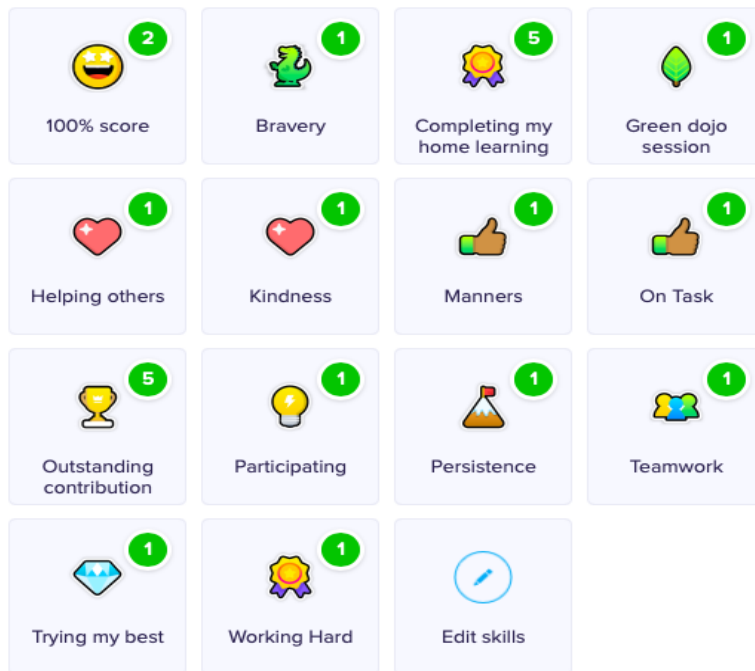 2
1
5
1
100% score
Bravery
Completing my
home learning
Green dojo
session
1
1
1
1
Helping others
Kindness
Manners
On Task
5
1
1
1
Outstanding
contribution
Participating
Persistence
Teamwork
1
1
Trying my best
Working Hard
Edit skills